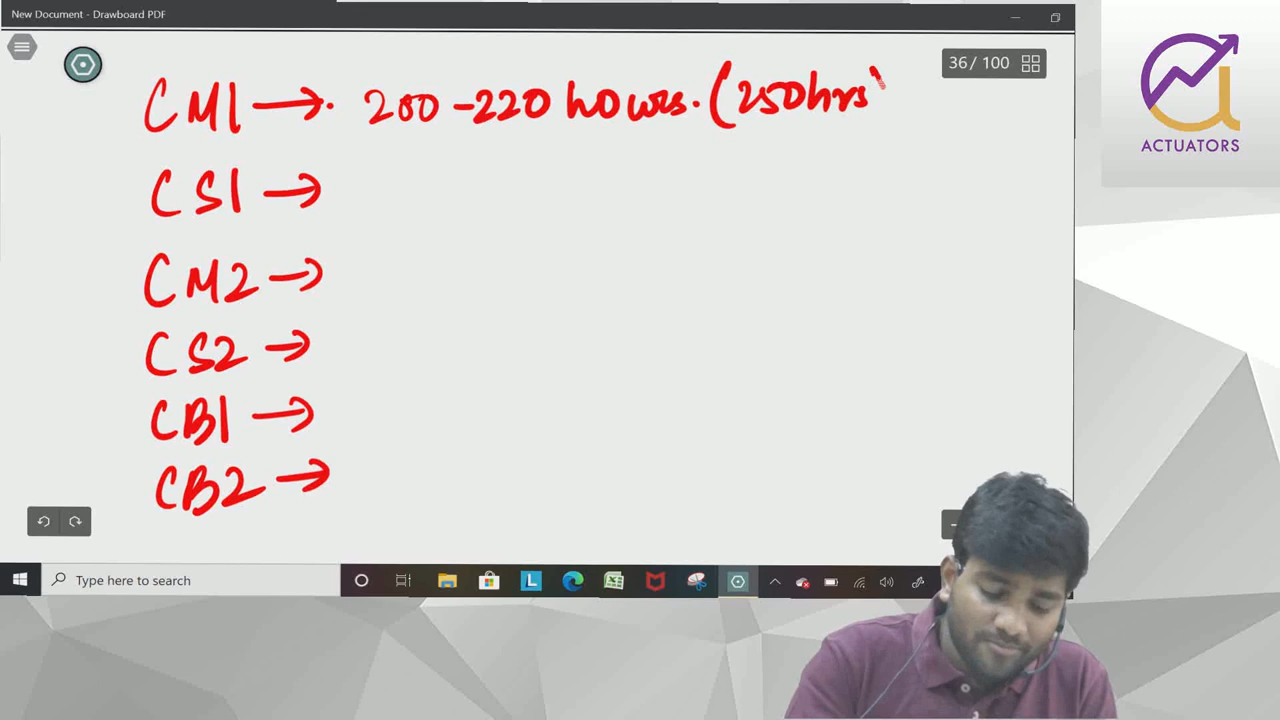 New Document - Drawboard PDF
36 / 100
CM1 → 200 - 220 hours. (250hrs)
CS1 →
CM2 →
CS2 →
CB1 →
CB2 →
ACTUATORS
Type here to search